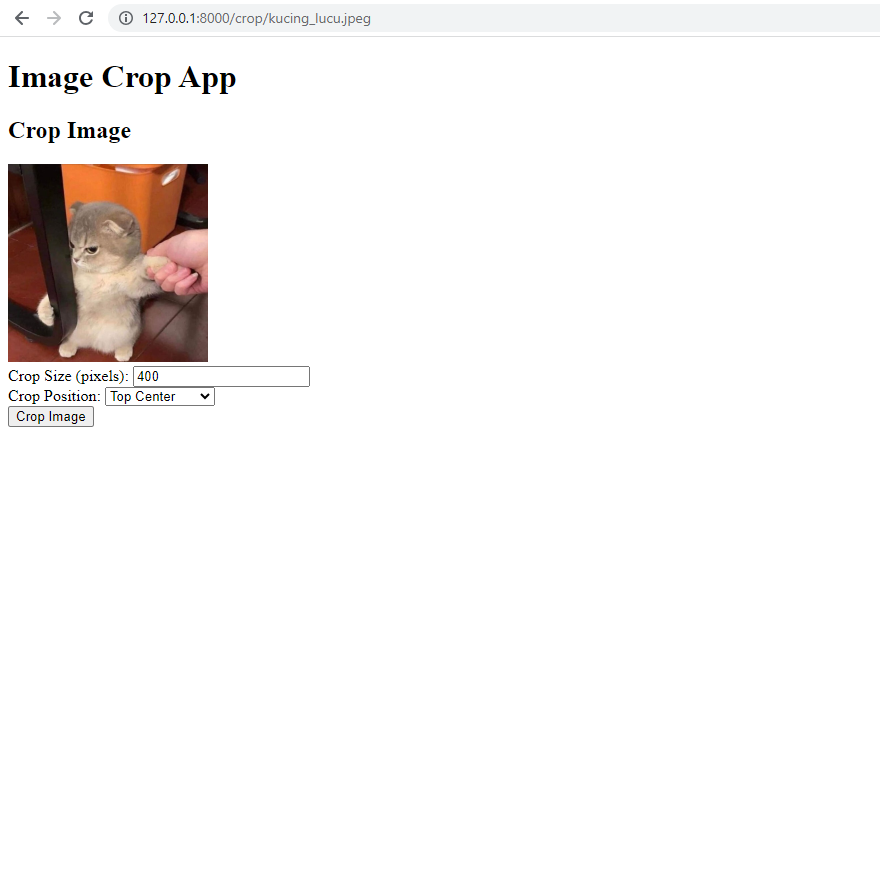 127.0.0.1:8000/crop/kucing_lucu.jpeg
Image Crop App
Crop Image
Crop Size (pixels): 400
Crop Position: Top Center
Crop Image